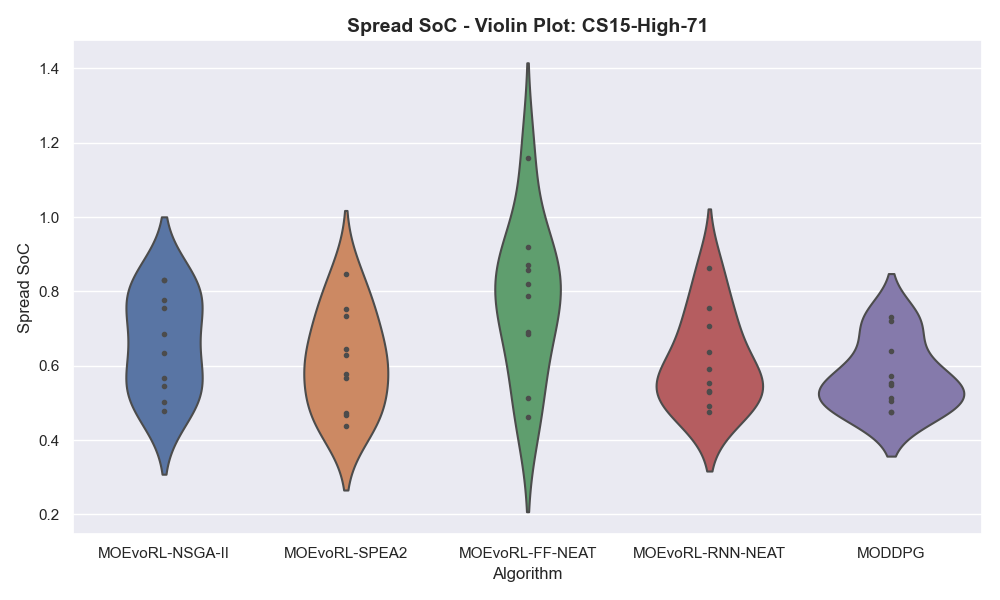 Spread SoC - Violin Plot: CS15-High-71
1.4
1.2
1.0
0.8
0.6
0.4
0.2
Spread SoC
MOEvoRL-NSGA-II
MOEvoRL-SPEA2
MOEvoRL-FF-NEAT
MOEvoRL-RNN-NEAT
MODDPG
Algorithm